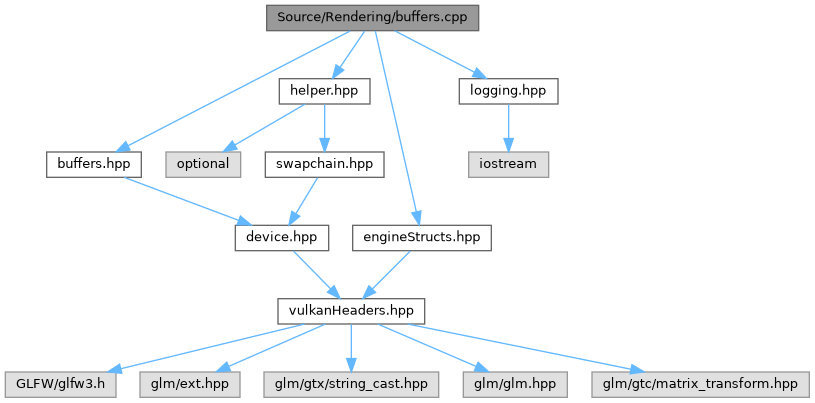 Source/Rendering/buffers.cpp
helper.hpp
logging.hpp
buffers.hpp
optional
swapchain.hpp
iostream
device.hpp
engineStructs.hpp
vulkanHeaders.hpp
GLFW/glfw3.h
glm/ext.hpp
glm/gtx/string_cast.hpp
glm/glm.hpp
glm/gtc/matrix_transform.hpp